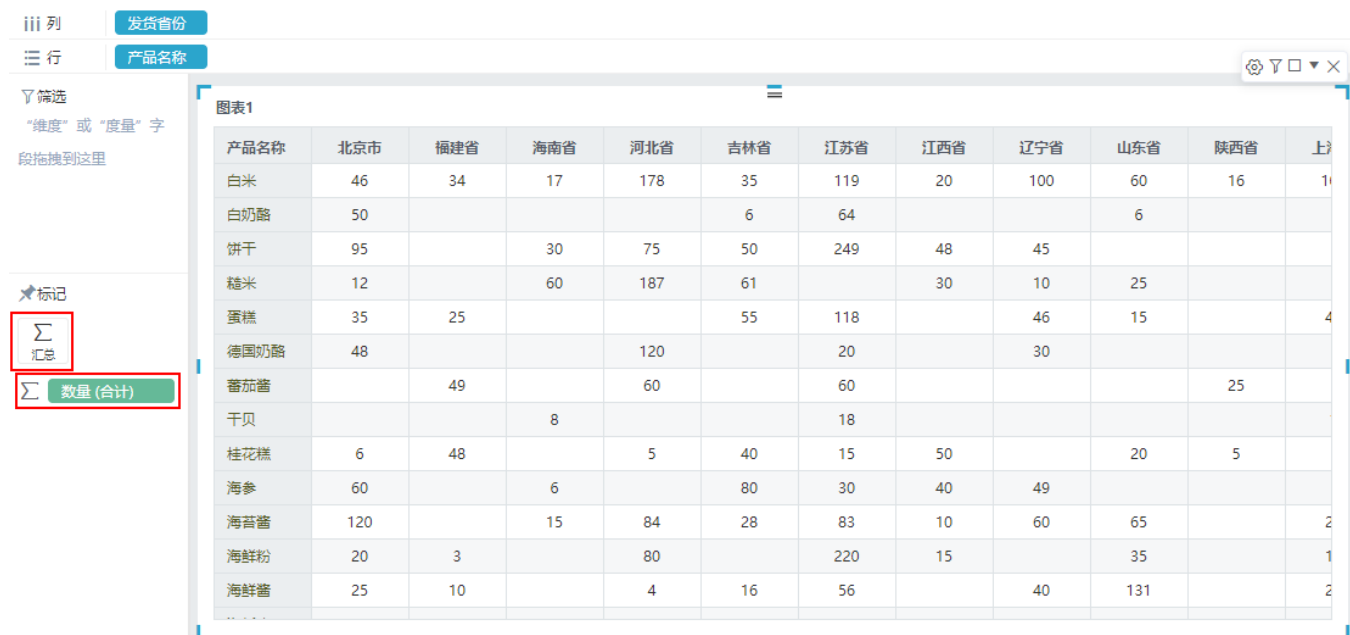 列 发货省份
行 产品名称
筛选
“维度”或“度量”字
段拖拽到这里
标记
Σ
汇总
Σ 数量 (合计)
图表1
产品名称 北京市 福建省 海南省 河北省 吉林省 江苏省 江西省 辽宁省 山东省 陕西省
白米 46 34 17 178 35 119 20 100 60 16
白奶酪 50 6 64 6
饼干 95 30 75 50 249 48 45
糙米 12 60 187 61 30 10 25
蛋糕 35 25 55 118 46 15
德国奶酪 48 120 20 30
蕃茄酱 49 60 60 25
干贝 8 18
桂花糕 6 48 5 40 15 50 20 5
海参 60 6 80 30 40 49
海苔酱 120 15 84 28 83 10 60 65
海鲜粉 20 3 80 220 15 35
海鲜酱 25 10 4 16 56 40 131